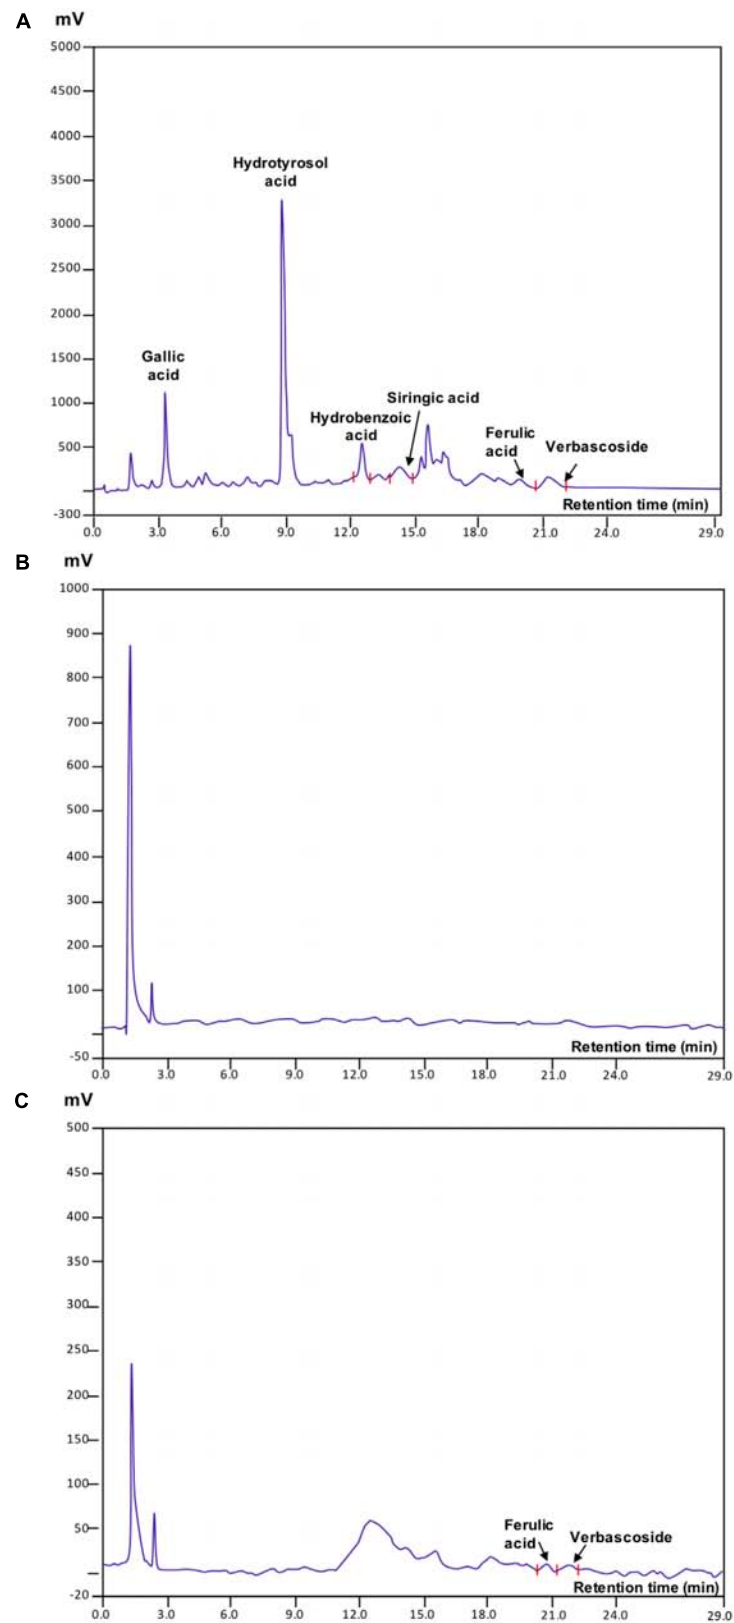 A
mV
5000
4500
4000
3500
3000
2500
2000
1500
1000
500
-300
Hydrotyrosol
acid
Gallic
acid
Hydrobenzoic
acid
Siringic acid
Ferulic
acid
Verbascoside
Retention time (min)
0.0 3.0 6.0 9.0 12.0 15.0 18.0 21.0 24.0 29.0
B
mV
1000
900
800
700
600
500
400
300
200
100
-50
Retention time (min)
0.0 3.0 6.0 9.0 12.0 15.0 18.0 21.0 24.0 29.0
C
mV
500
450
400
350
300
250
200
150
100
50
-20
Ferulic
acid
Verbascoside
Retention time (min)
0.0 3.0 6.0 9.0 12.0 15.0 18.0 21.0 24.0 29.0